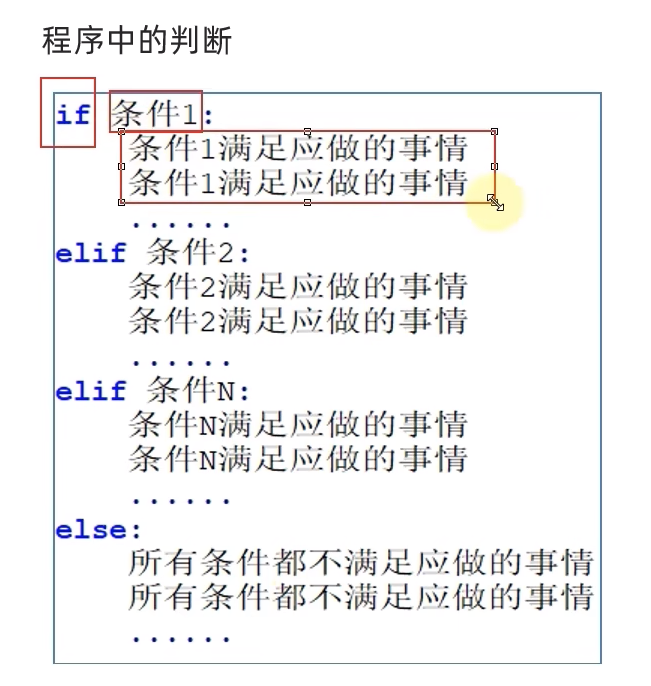 程序中的判断
if 条件1:
条件1满足应做的事情
条件1满足应做的事情
......
elif 条件2:
条件2满足应做的事情
条件2满足应做的事情
......
elif 条件N:
条件N满足应做的事情
条件N满足应做的事情
......
else:
所有条件都不满足应做的事情
所有条件都不满足应做的事情
......